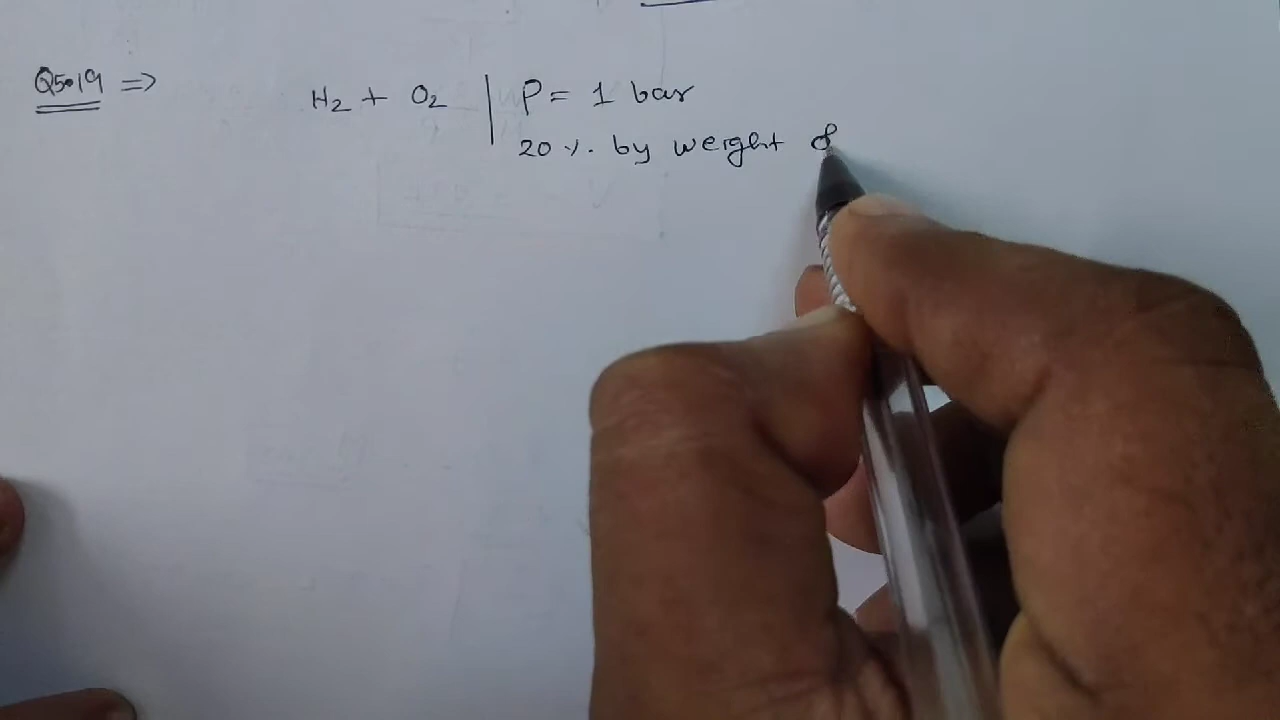 Q5.19 ⇒ H₂ + O₂ | P = 1 bar
20 %. by weight of